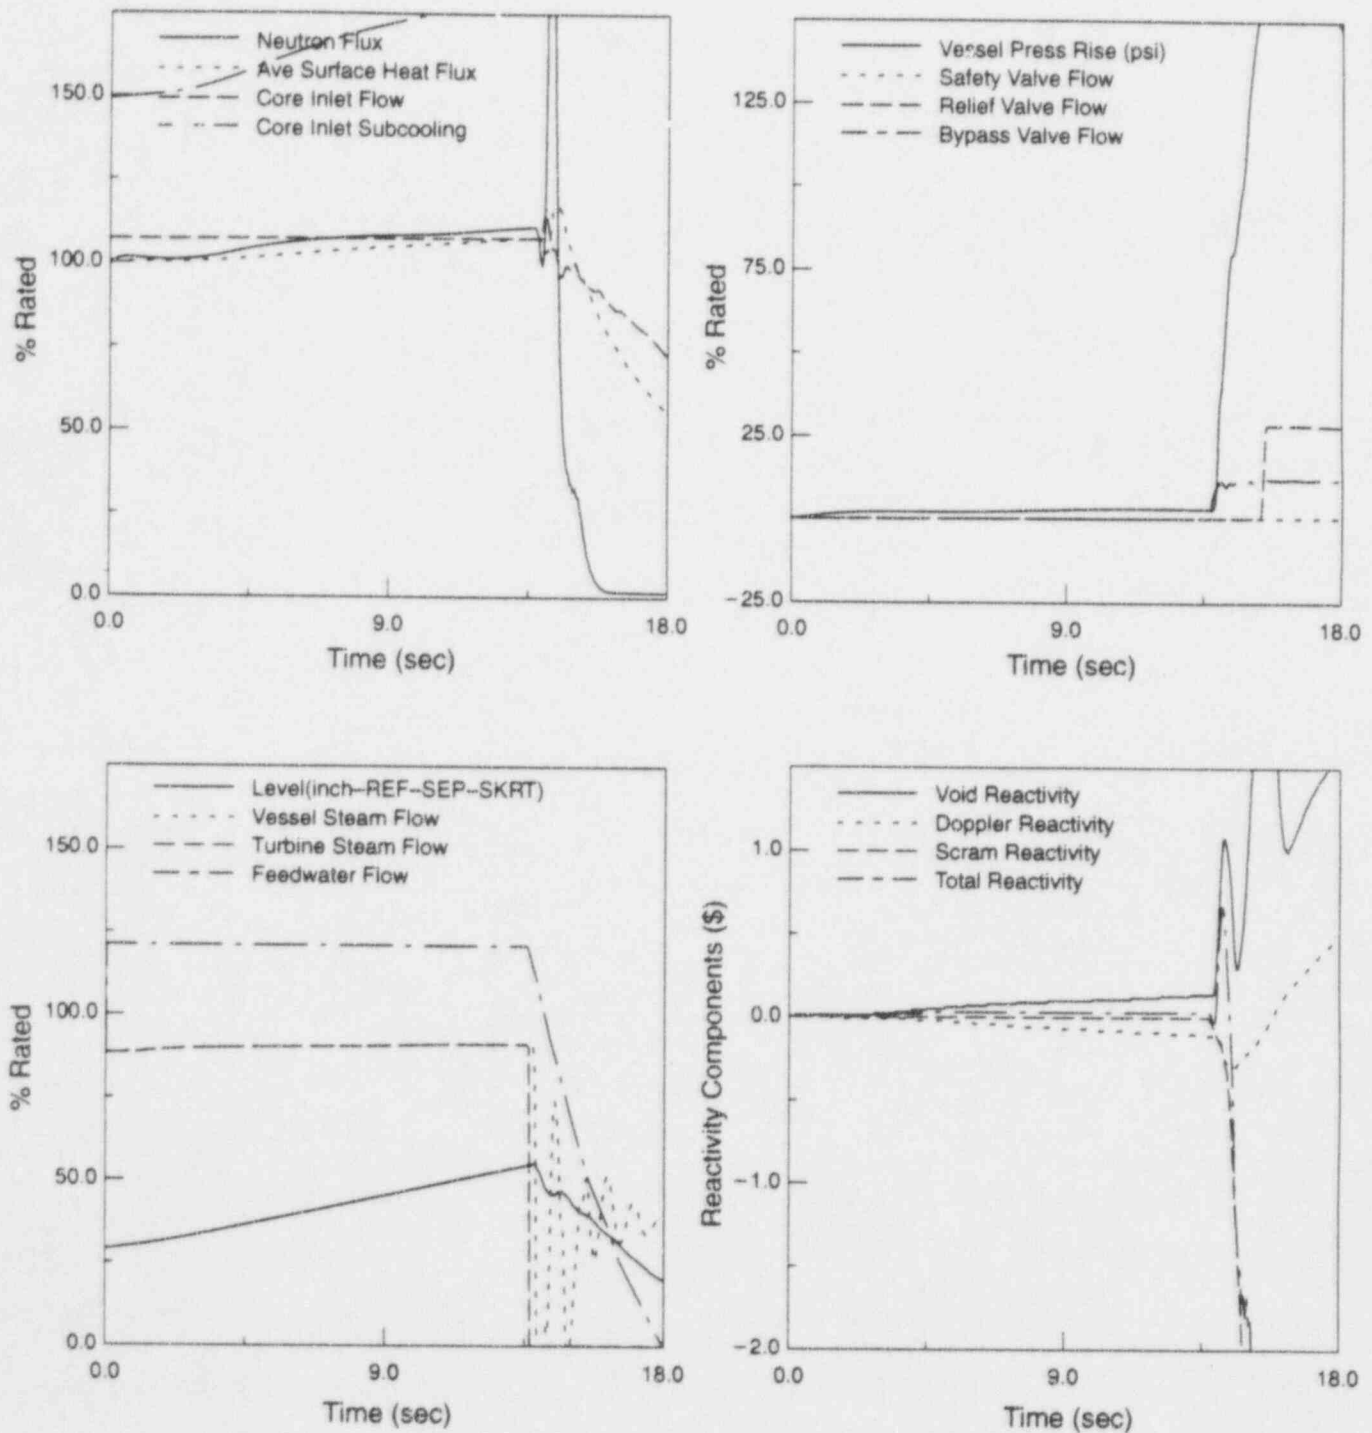 Neutron Flux
Ave Surface Heat Flux
Core Inlet Flow
Core Inlet Subcooling
150.0
100.0
50.0
0.0
% Rated
0.0 9.0 18.0
Time (sec)
Vessel Press Rise (psi)
Safety Valve Flow
Relief Valve Flow
Bypass Valve Flow
125.0
75.0
25.0
-25.0
% Rated
0.0 9.0 18.0
Time (sec)
Level(inch-REF-SEP-SKRT)
Vessel Steam Flow
Turbine Steam Flow
Feedwater Flow
150.0
100.0
50.0
0.0
% Rated
0.0 9.0 18.0
Time (sec)
Void Reactivity
Doppler Reactivity
Scram Reactivity
Total Reactivity
1.0
0.0
-1.0
-2.0
Reactivity Components ($)
0.0 9.0 18.0
Time (sec)